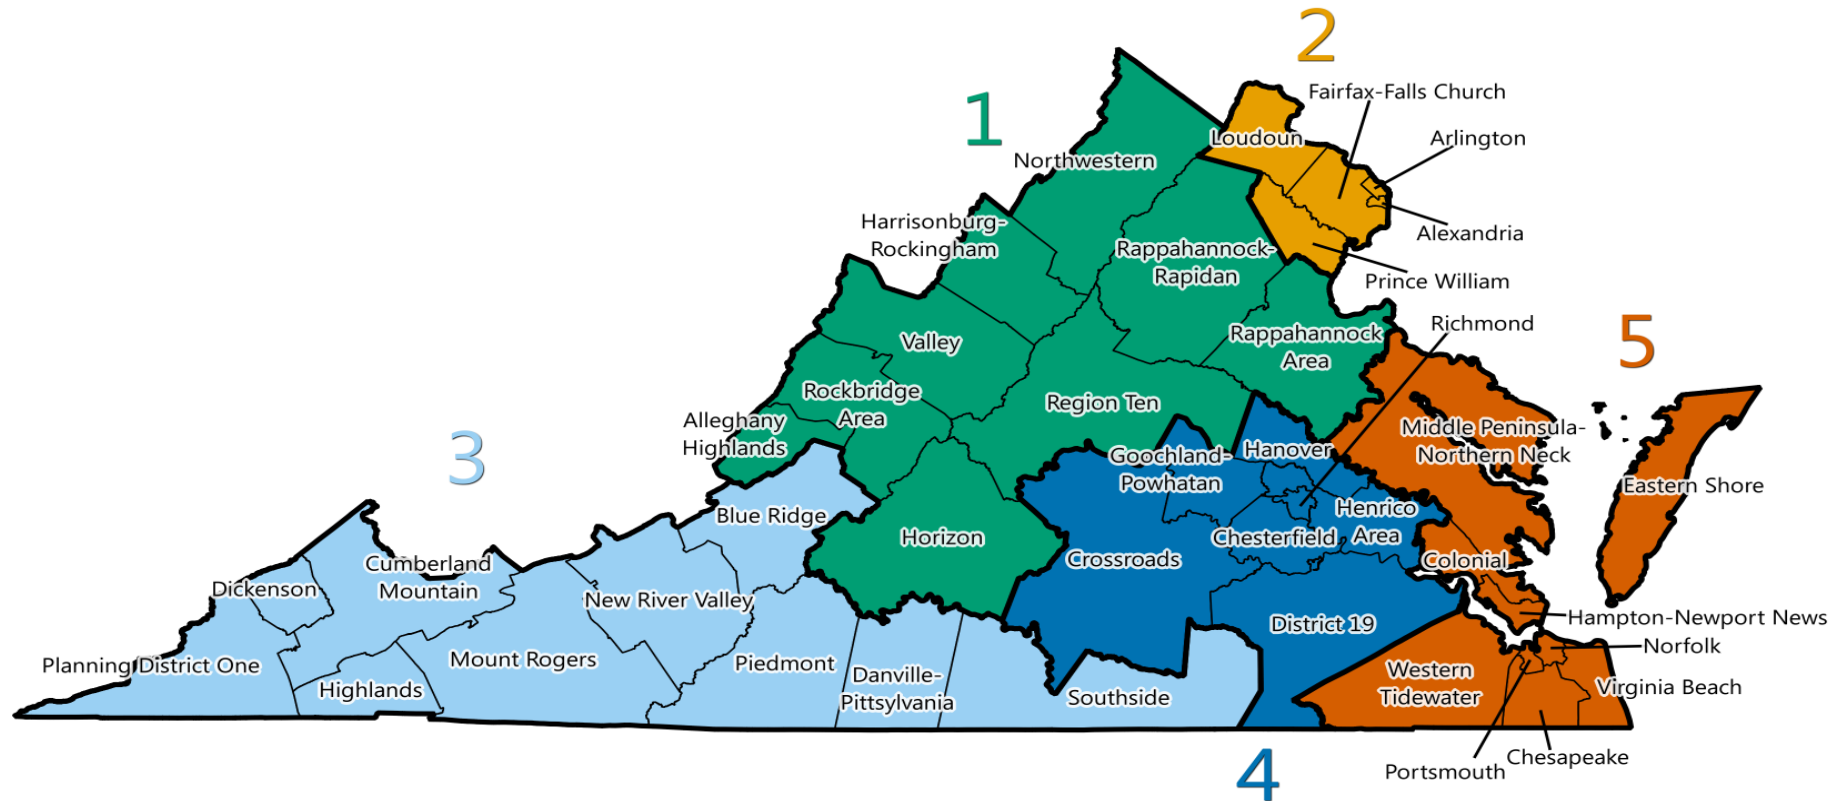 2
Fairfax-Falls Church
1
Loudoun
Arlington
Northwestern
Harrisonburg-
Rockingham
Alexandria
Rappahannock-
Rapidan
Prince William
Richmond
5
Valley
Rappahannock
Area
Rockbridge
Area
Region Ten
Alleghany
Highlands
3
Middle Peninsula-
Northern Neck
Goochland-
Powhatan
Hanover
Eastern Shore
Blue Ridge
Henrico
Area
Horizon
Chesterfield
Crossroads
Colonial
Cumberland
Mountain
Dickenson
New River Valley
Hampton-Newport News
District 19
Norfolk
Planning District One
Mount Rogers
Piedmont
Highlands
Danville-
Pittsylvania
Southside
Western
Tidewater
Virginia Beach
4
Chesapeake
Portsmouth